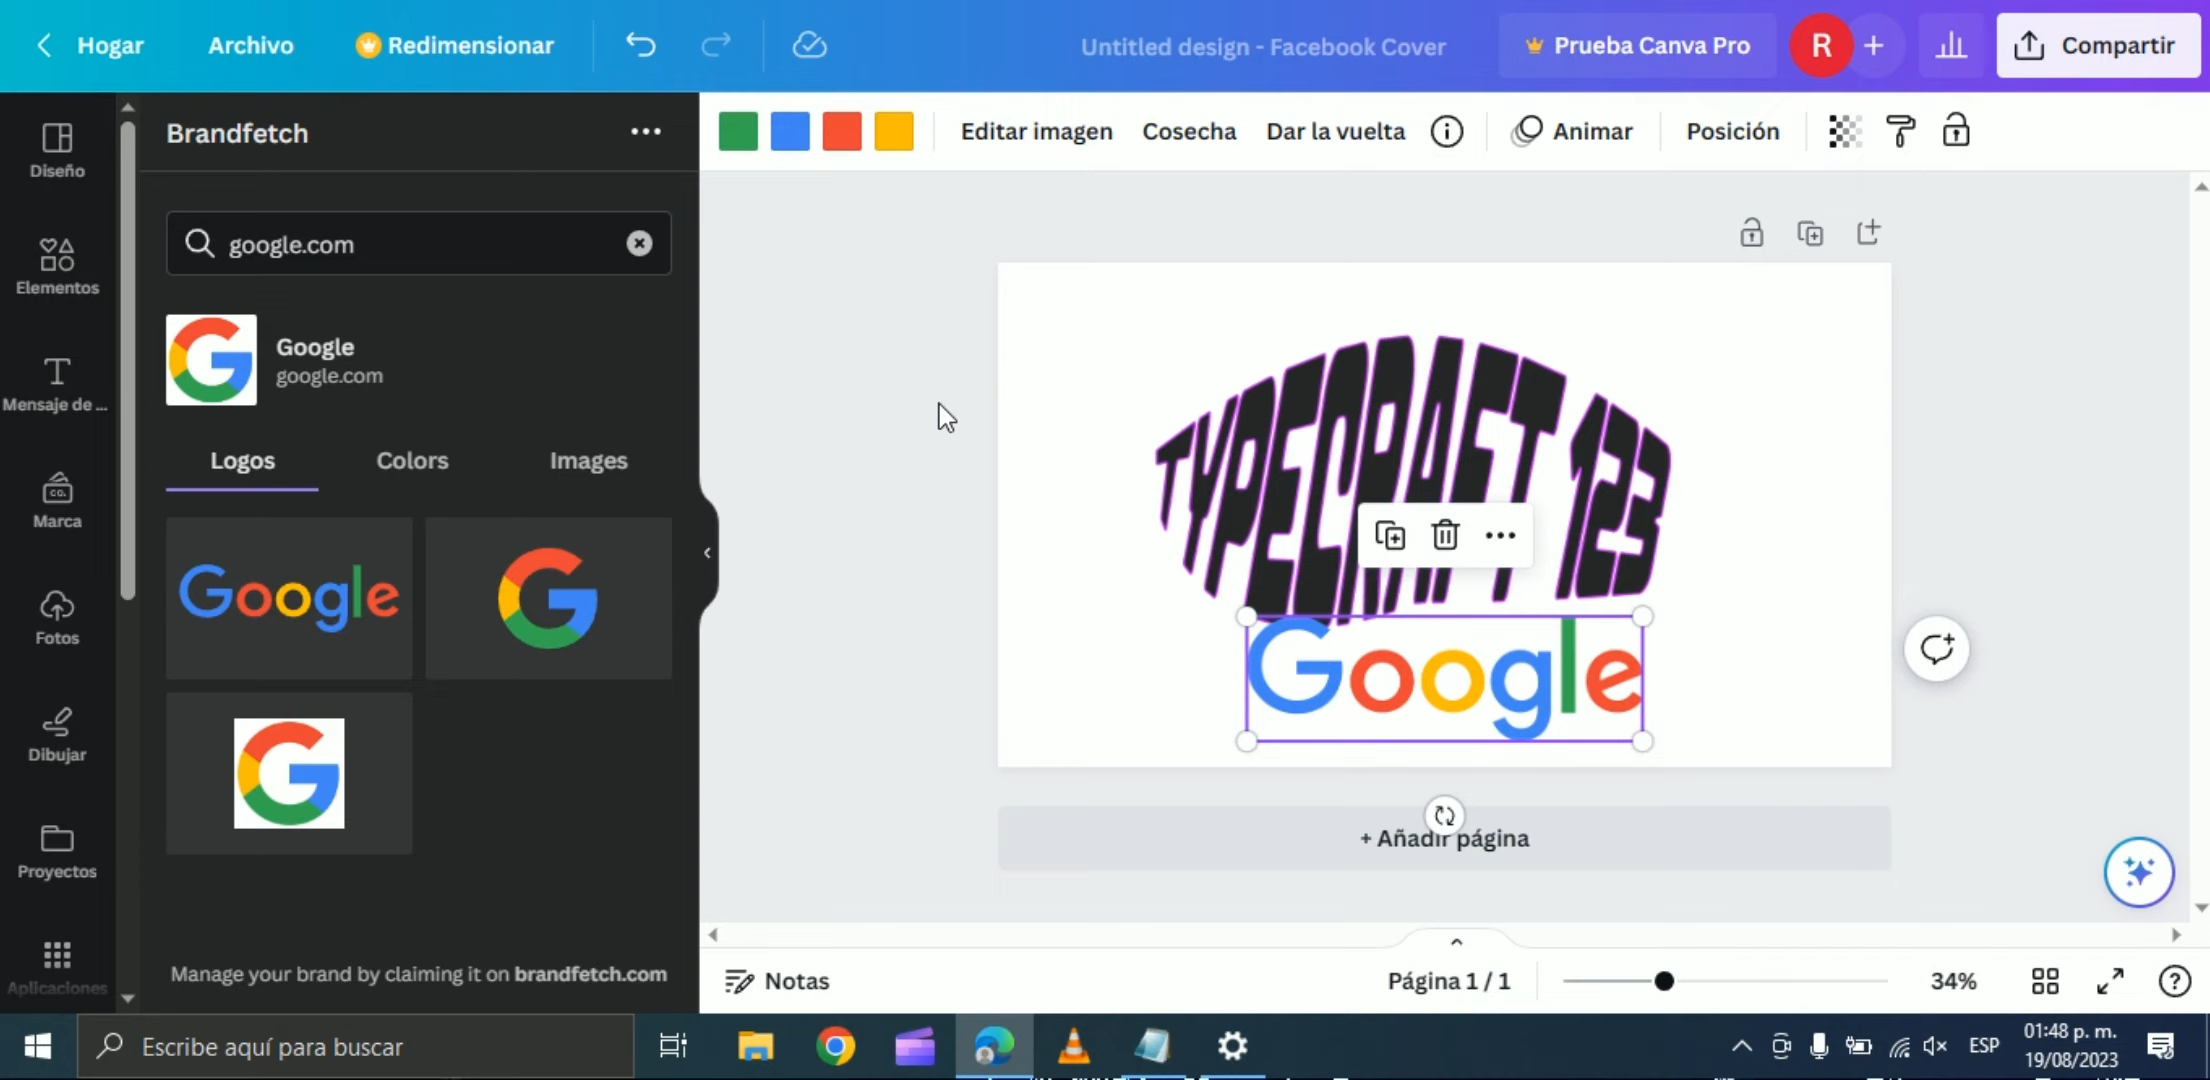 Hogar
Archivo
Redimensionar
Untitled design - Facebook Cover
Prueba Canva Pro
R
+
Compartir
Diseño
Elementos
Mensaje de ...
Marca
CO.
Fotos
Dibujar
Proyectos
Aplicaciones
Brandfetch
google.com
Google
google.com
Logos
Colors
Images
Google
Manage your brand by claiming it on brandfetch.com
Editar imagen
Cosecha
Dar la vuelta
Animar
Posición
TYPECRAFT 123
Google
+ Añadir página
Notas
Página 1 / 1
34%
Escribe aquí para buscar
ESP
01:48 p. m.
19/08/2023